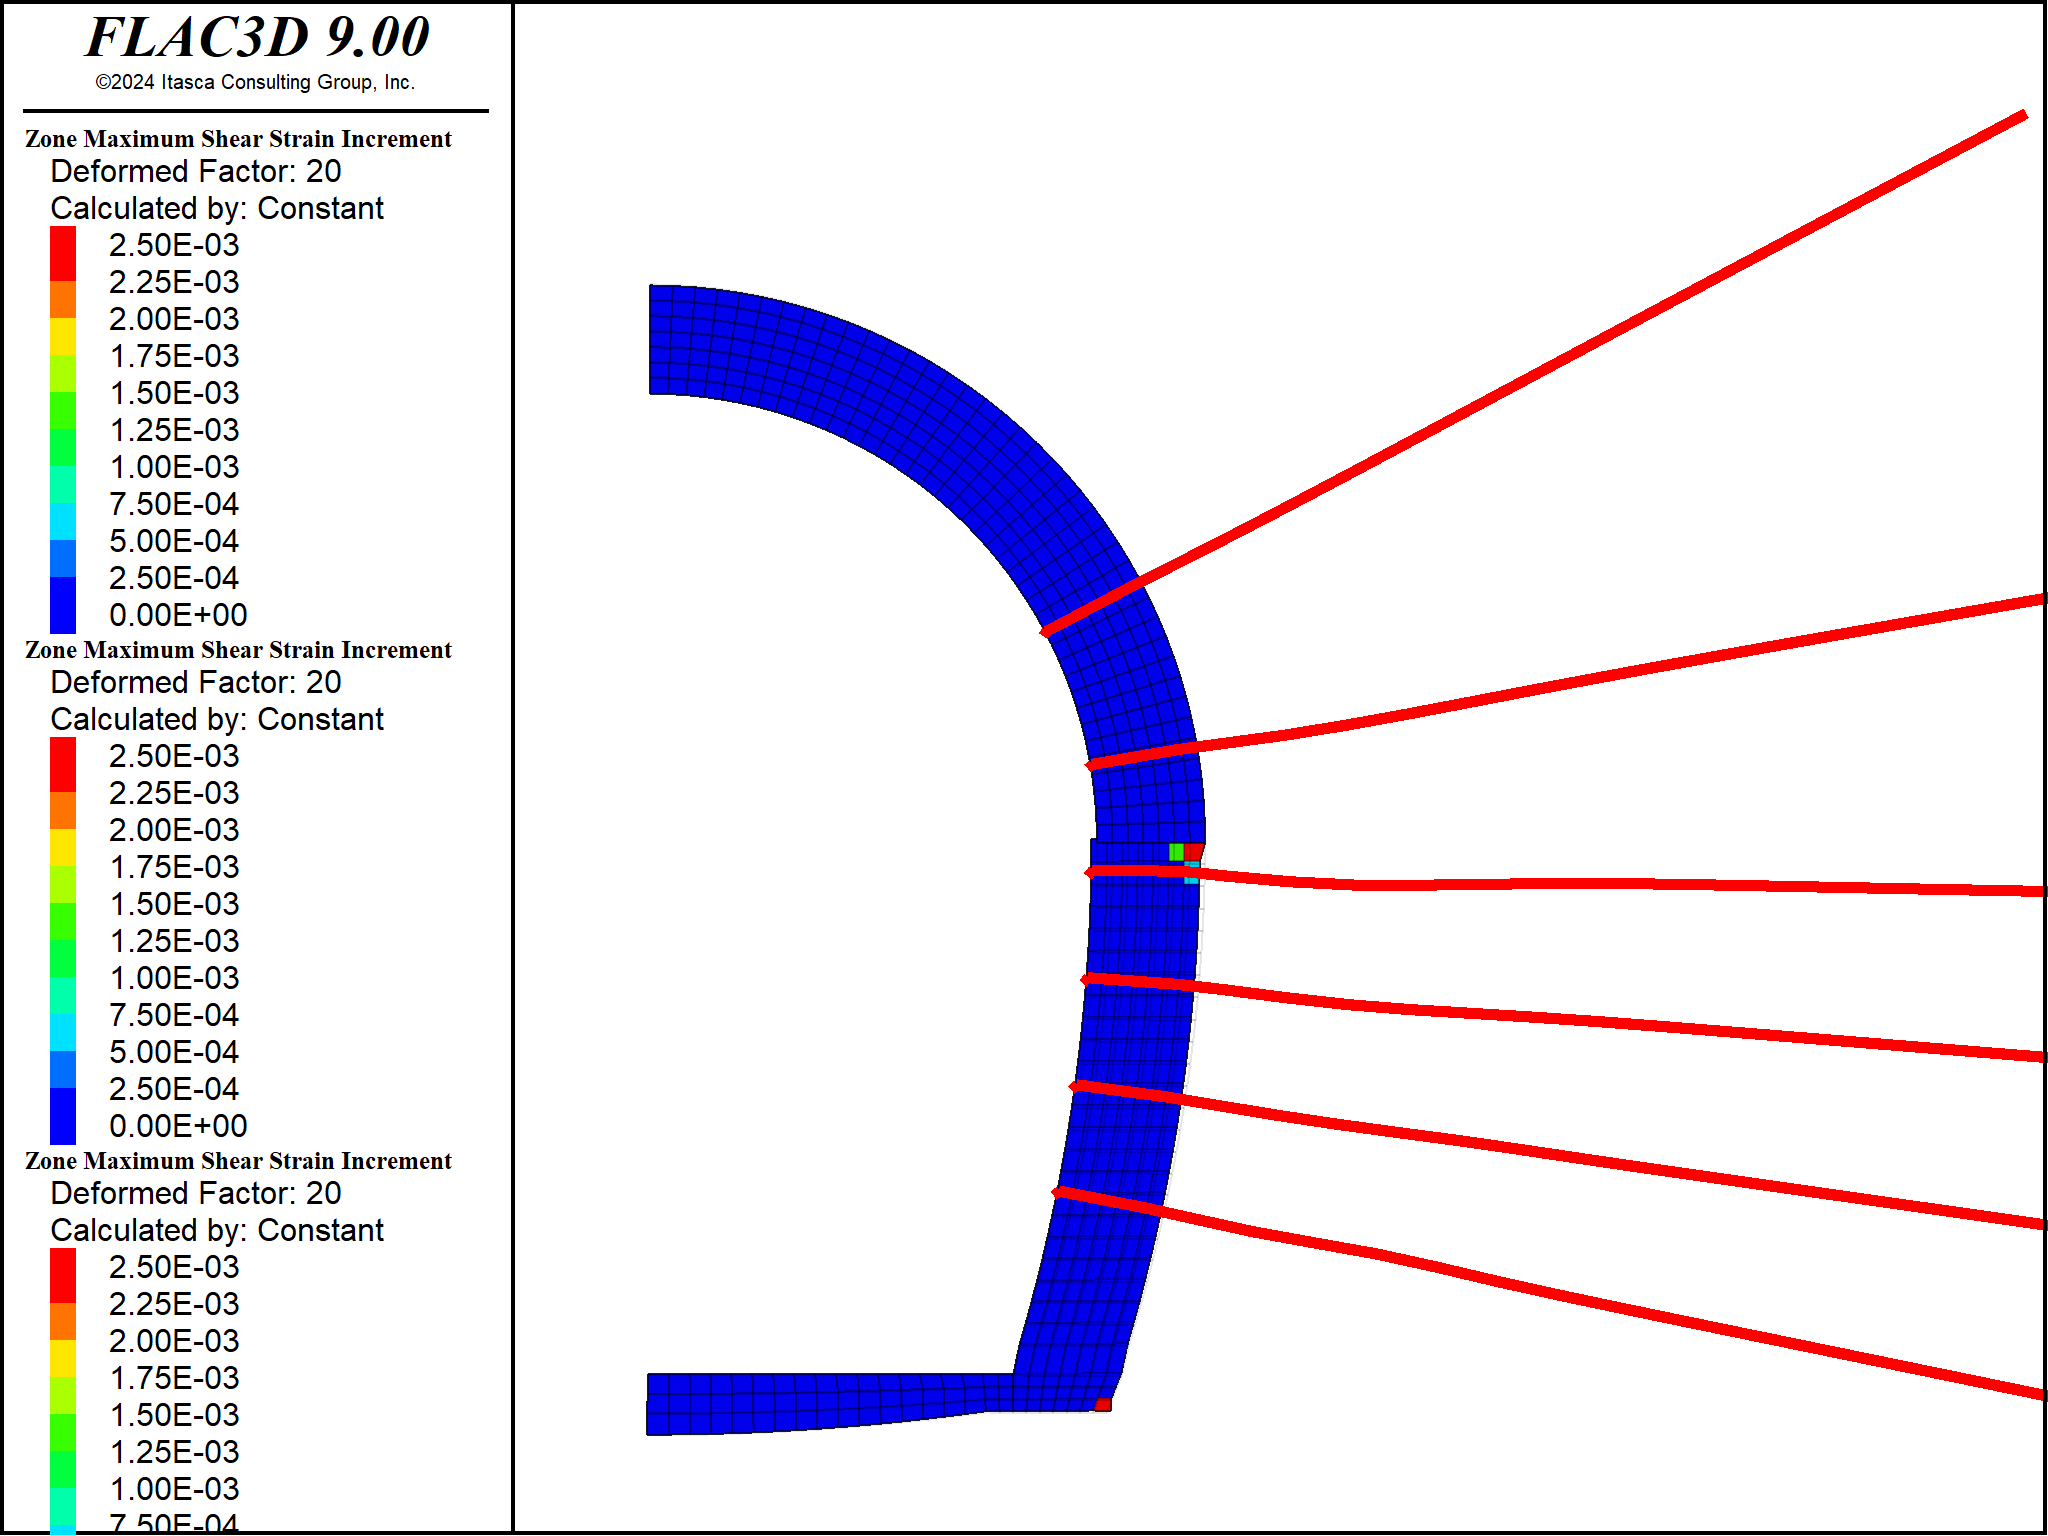 FLAC3D 9.00
©2024 Itasca Consulting Group, Inc.
Zone Maximum Shear Strain Increment
Deformed Factor: 20
Calculated by: Constant
2.50E-03
2.25E-03
2.00E-03
1.75E-03
1.50E-03
1.25E-03
1.00E-03
7.50E-04
5.00E-04
2.50E-04
0.00E+00
Zone Maximum Shear Strain Increment
Deformed Factor: 20
Calculated by: Constant
2.50E-03
2.25E-03
2.00E-03
1.75E-03
1.50E-03
1.25E-03
1.00E-03
7.50E-04
5.00E-04
2.50E-04
0.00E+00
Zone Maximum Shear Strain Increment
Deformed Factor: 20
Calculated by: Constant
2.50E-03
2.25E-03
2.00E-03
1.75E-03
1.50E-03
1.25E-03
1.00E-03
7.50E-04